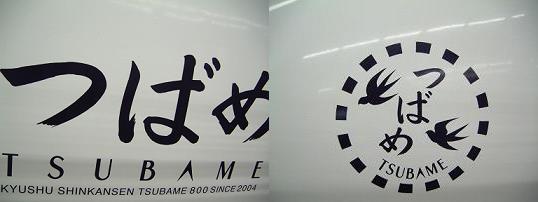 つばめ
TSUBAME
KYUSHU SHINKANSEN TSUBAME 800 SINCE 2004
つばめ
TSUBAME